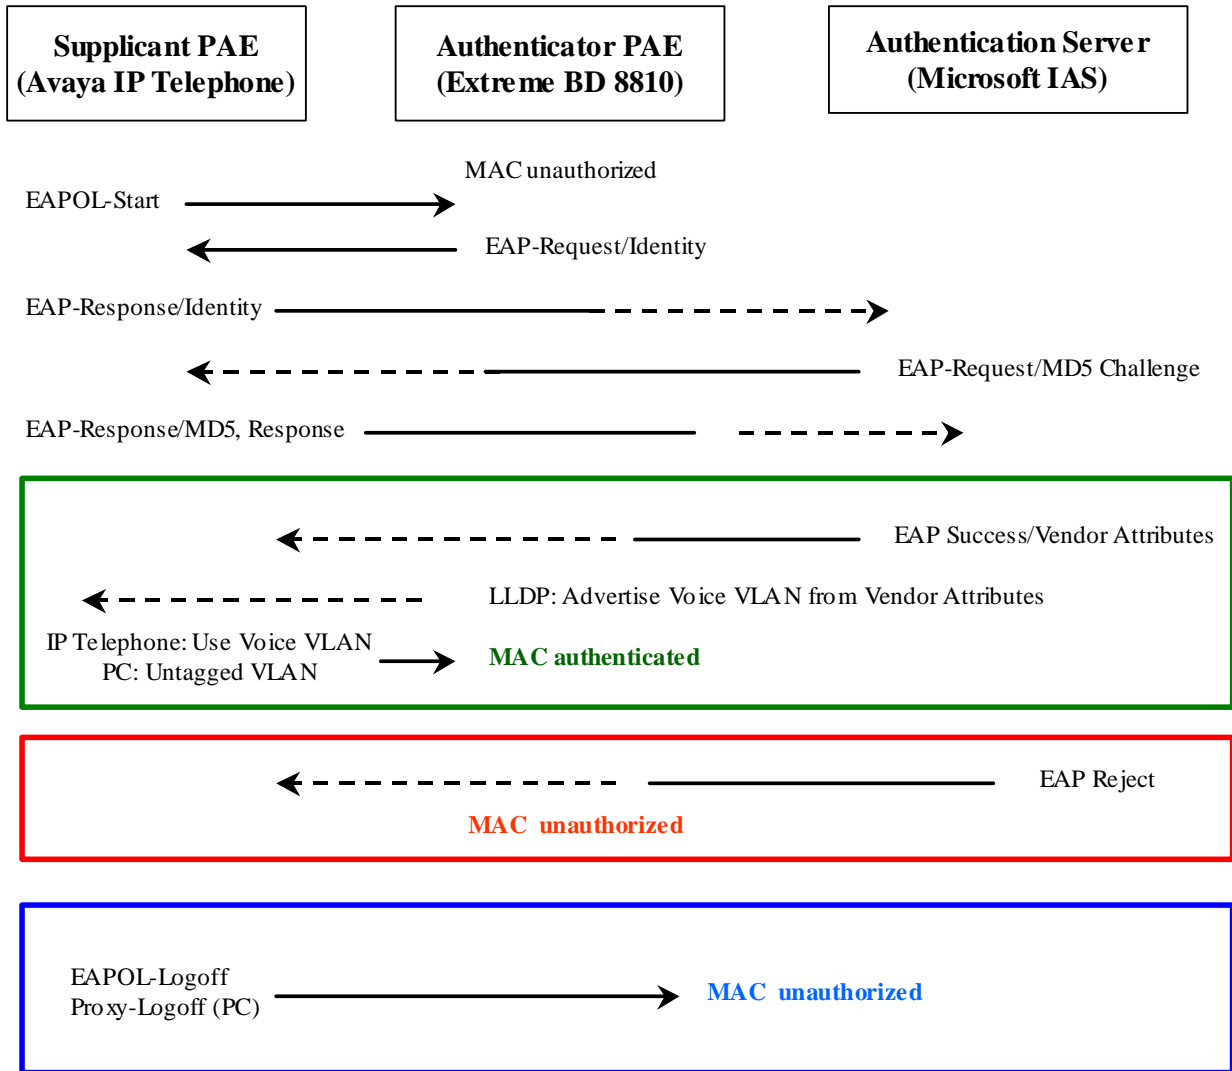 Supplicant PAE
(Avaya IP Telephone)
Authenticator PAE
(Extreme BD 8810)
Authentication Server
(Microsoft IAS)
MAC unauthorized
EAPOL-Start
EAP-Request/Identity
EAP-Response/Identity
EAP-Request/MD5 Challenge
EAP-Response/MD5, Response
EAP Success/Vendor Attributes
LLDP: Advertise Voice VLAN from Vendor Attributes
IP Telephone: Use Voice VLAN
PC: Untagged VLAN
MAC authenticated
EAP Reject
MAC unauthorized
EAPOL-Logoff
Proxy-Logoff (PC)
MAC unauthorized